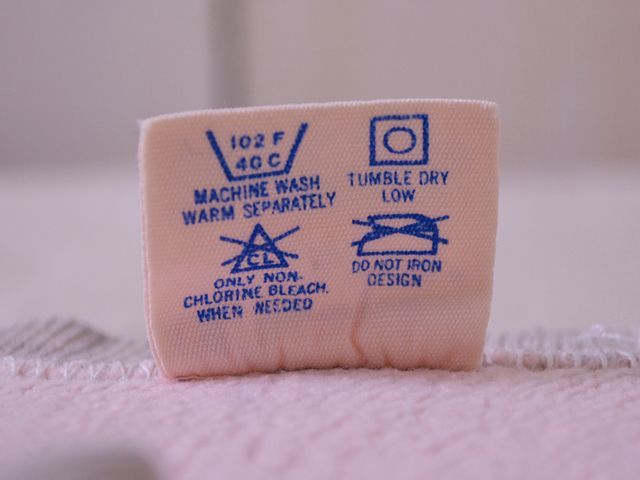 102 F
40 C
MACHINE WASH
WARM SEPARATELY
TUMBLE DRY
LOW
CL
ONLY NON-
CHLORINE BLEACH.
WHEN NEEDED
DO NOT IRON
DESIGN